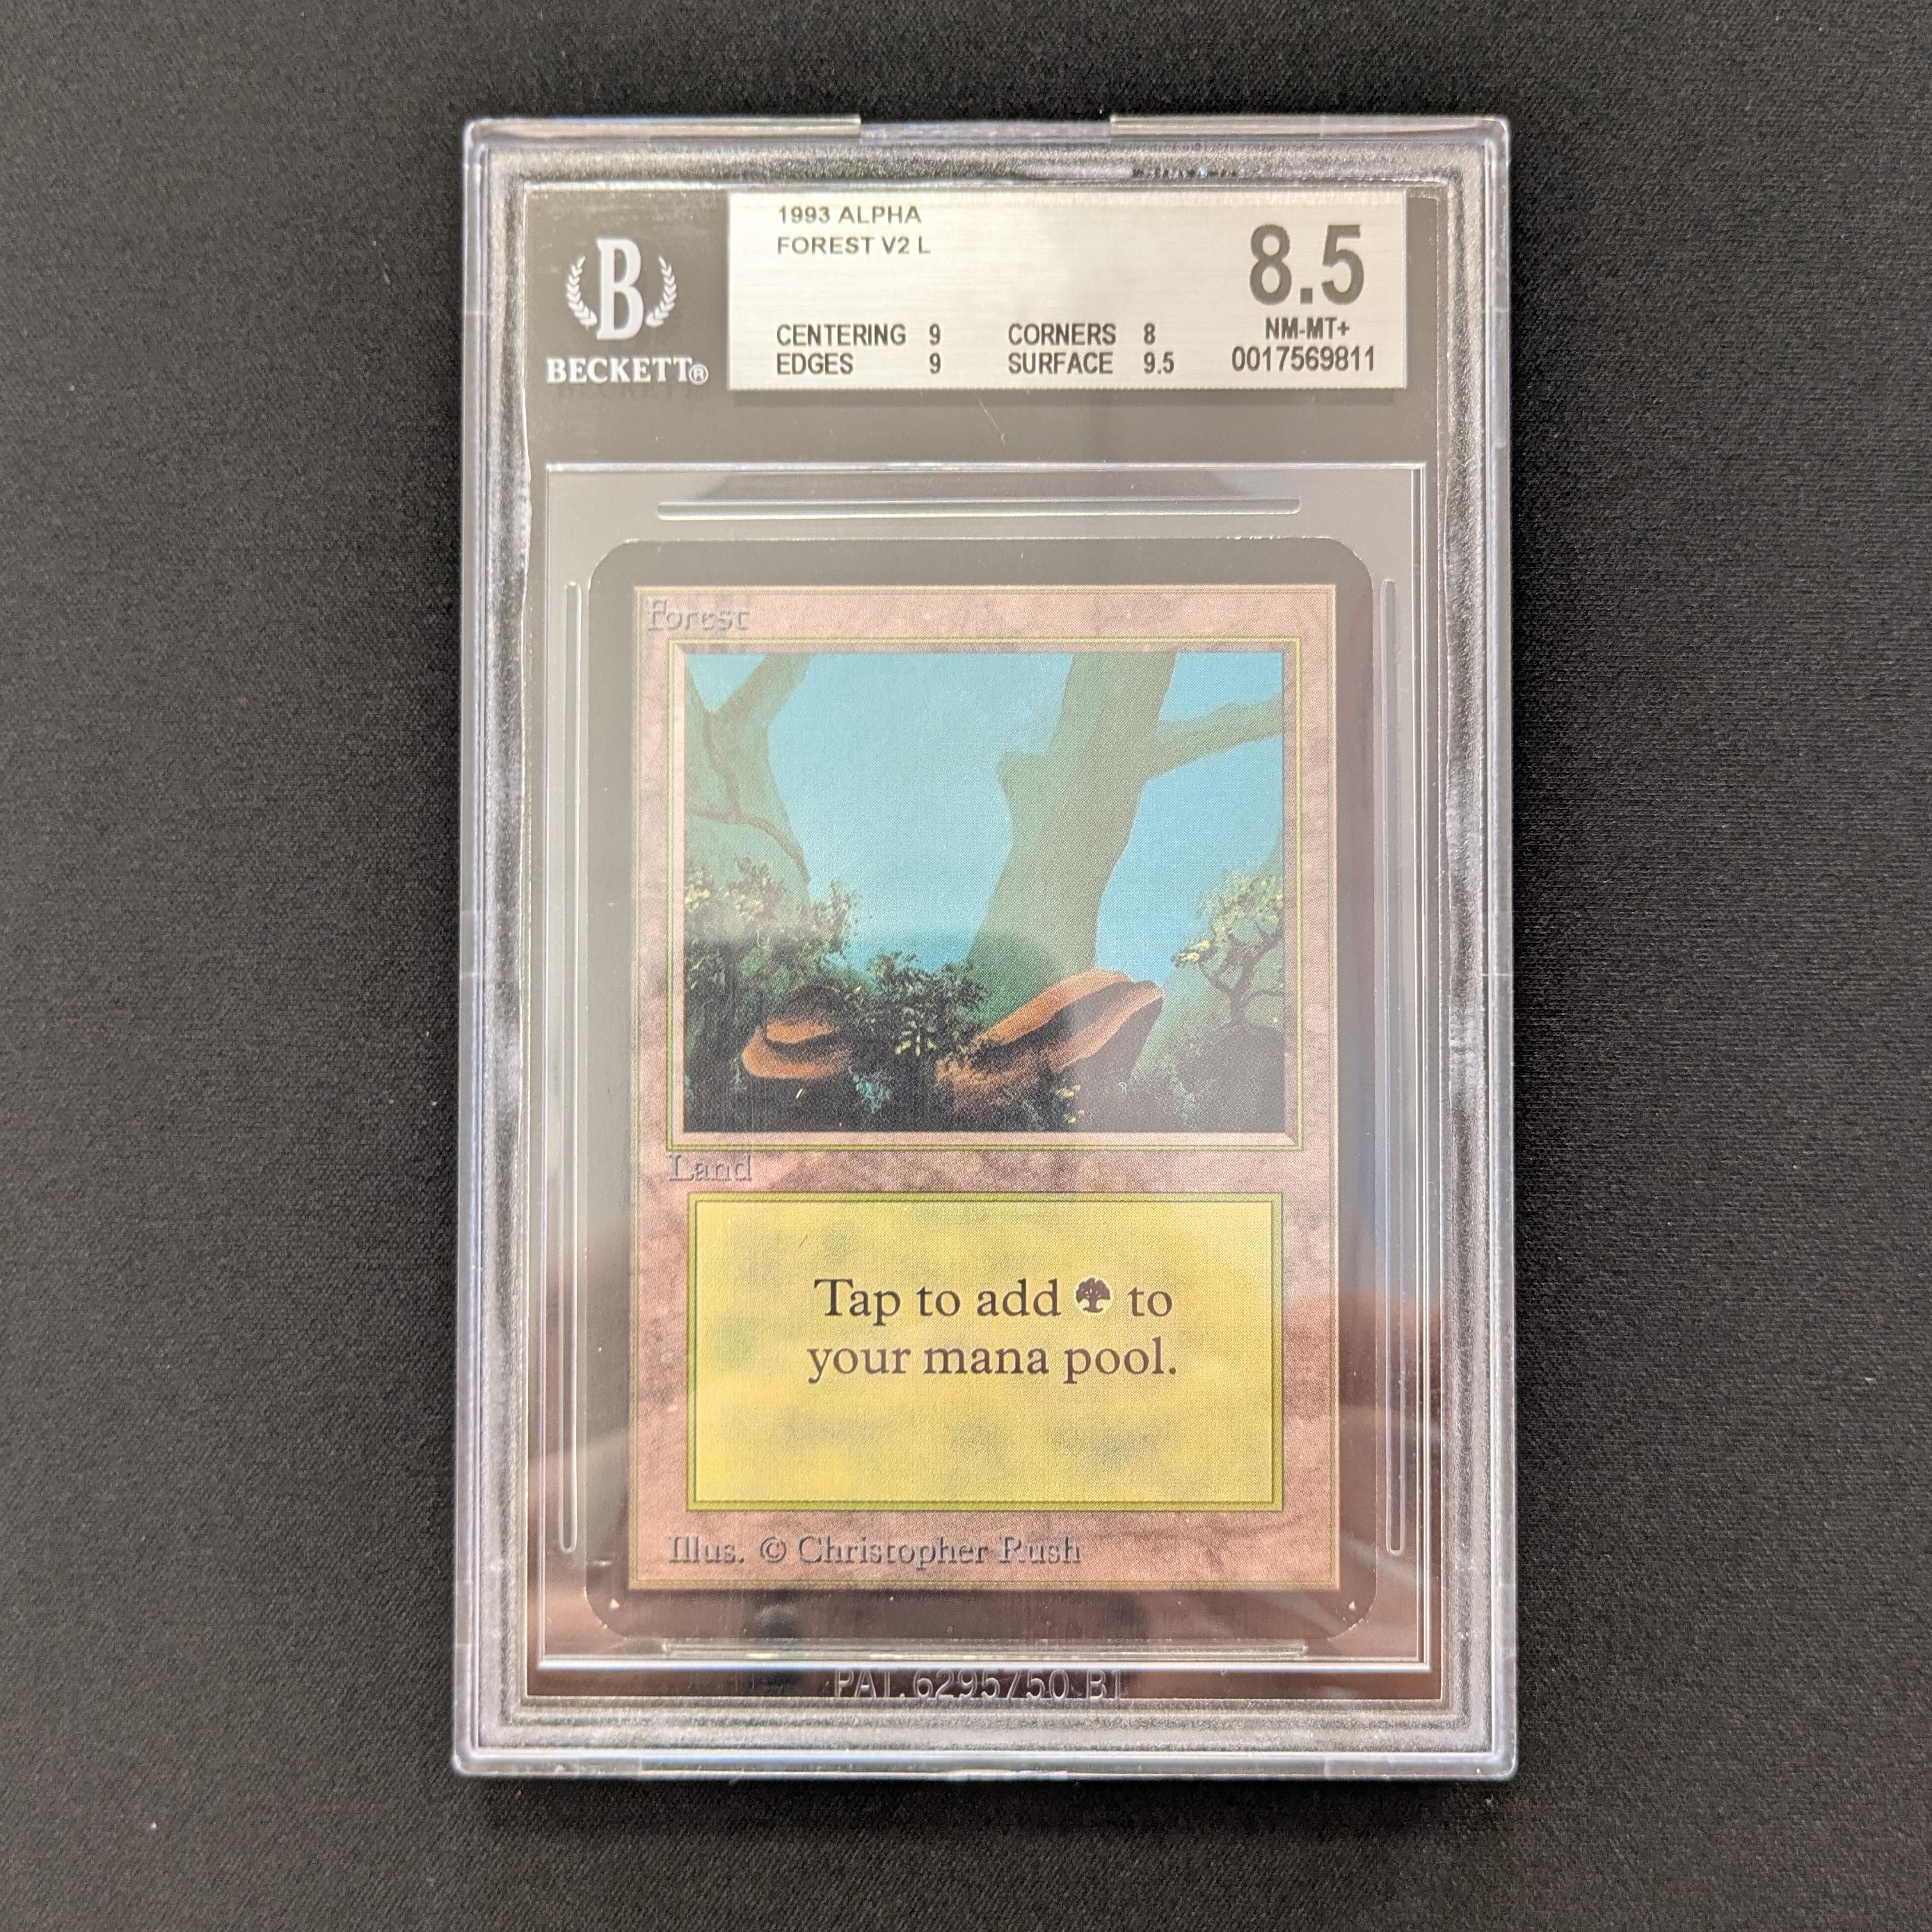 1993 ALPHA
FOREST V2 L
8.5
B
BECKETT®
CENTERING 9 CORNERS 8 NM-MT+
EDGES 9 SURFACE 9.5 0017569811
Forest
Land
Tap to add to
your mana pool.
Illus. © Christopher Rush
PAT. 6295750 B1